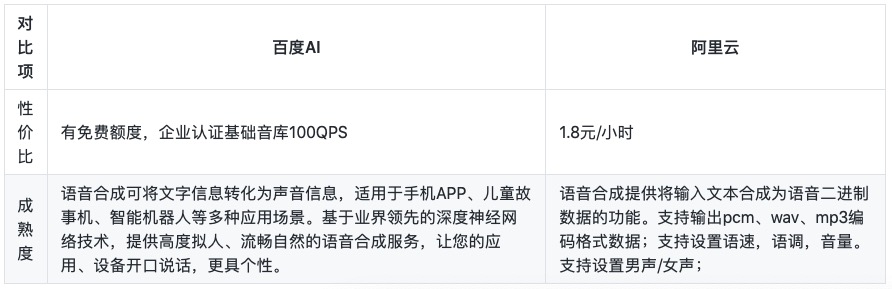 对
比
项
百度AI
阿里云
性
价
比
有免费额度，企业认证基础音库100QPS
1.8元/小时
成
熟
度
语音合成可将文字信息转化为声音信息，适用于手机APP、儿童故
事机、智能机器人等多种应用场景。基于业界领先的深度神经网
络技术，提供高度拟人、流畅自然的语音合成服务，让您的应
用、设备开口说话，更具个性。
语音合成提供将输入文本合成为语音二进制
数据的功能。支持输出pcm、wav、mp3编
码格式数据；支持设置语速，语调，音量。
支持设置男声/女声；